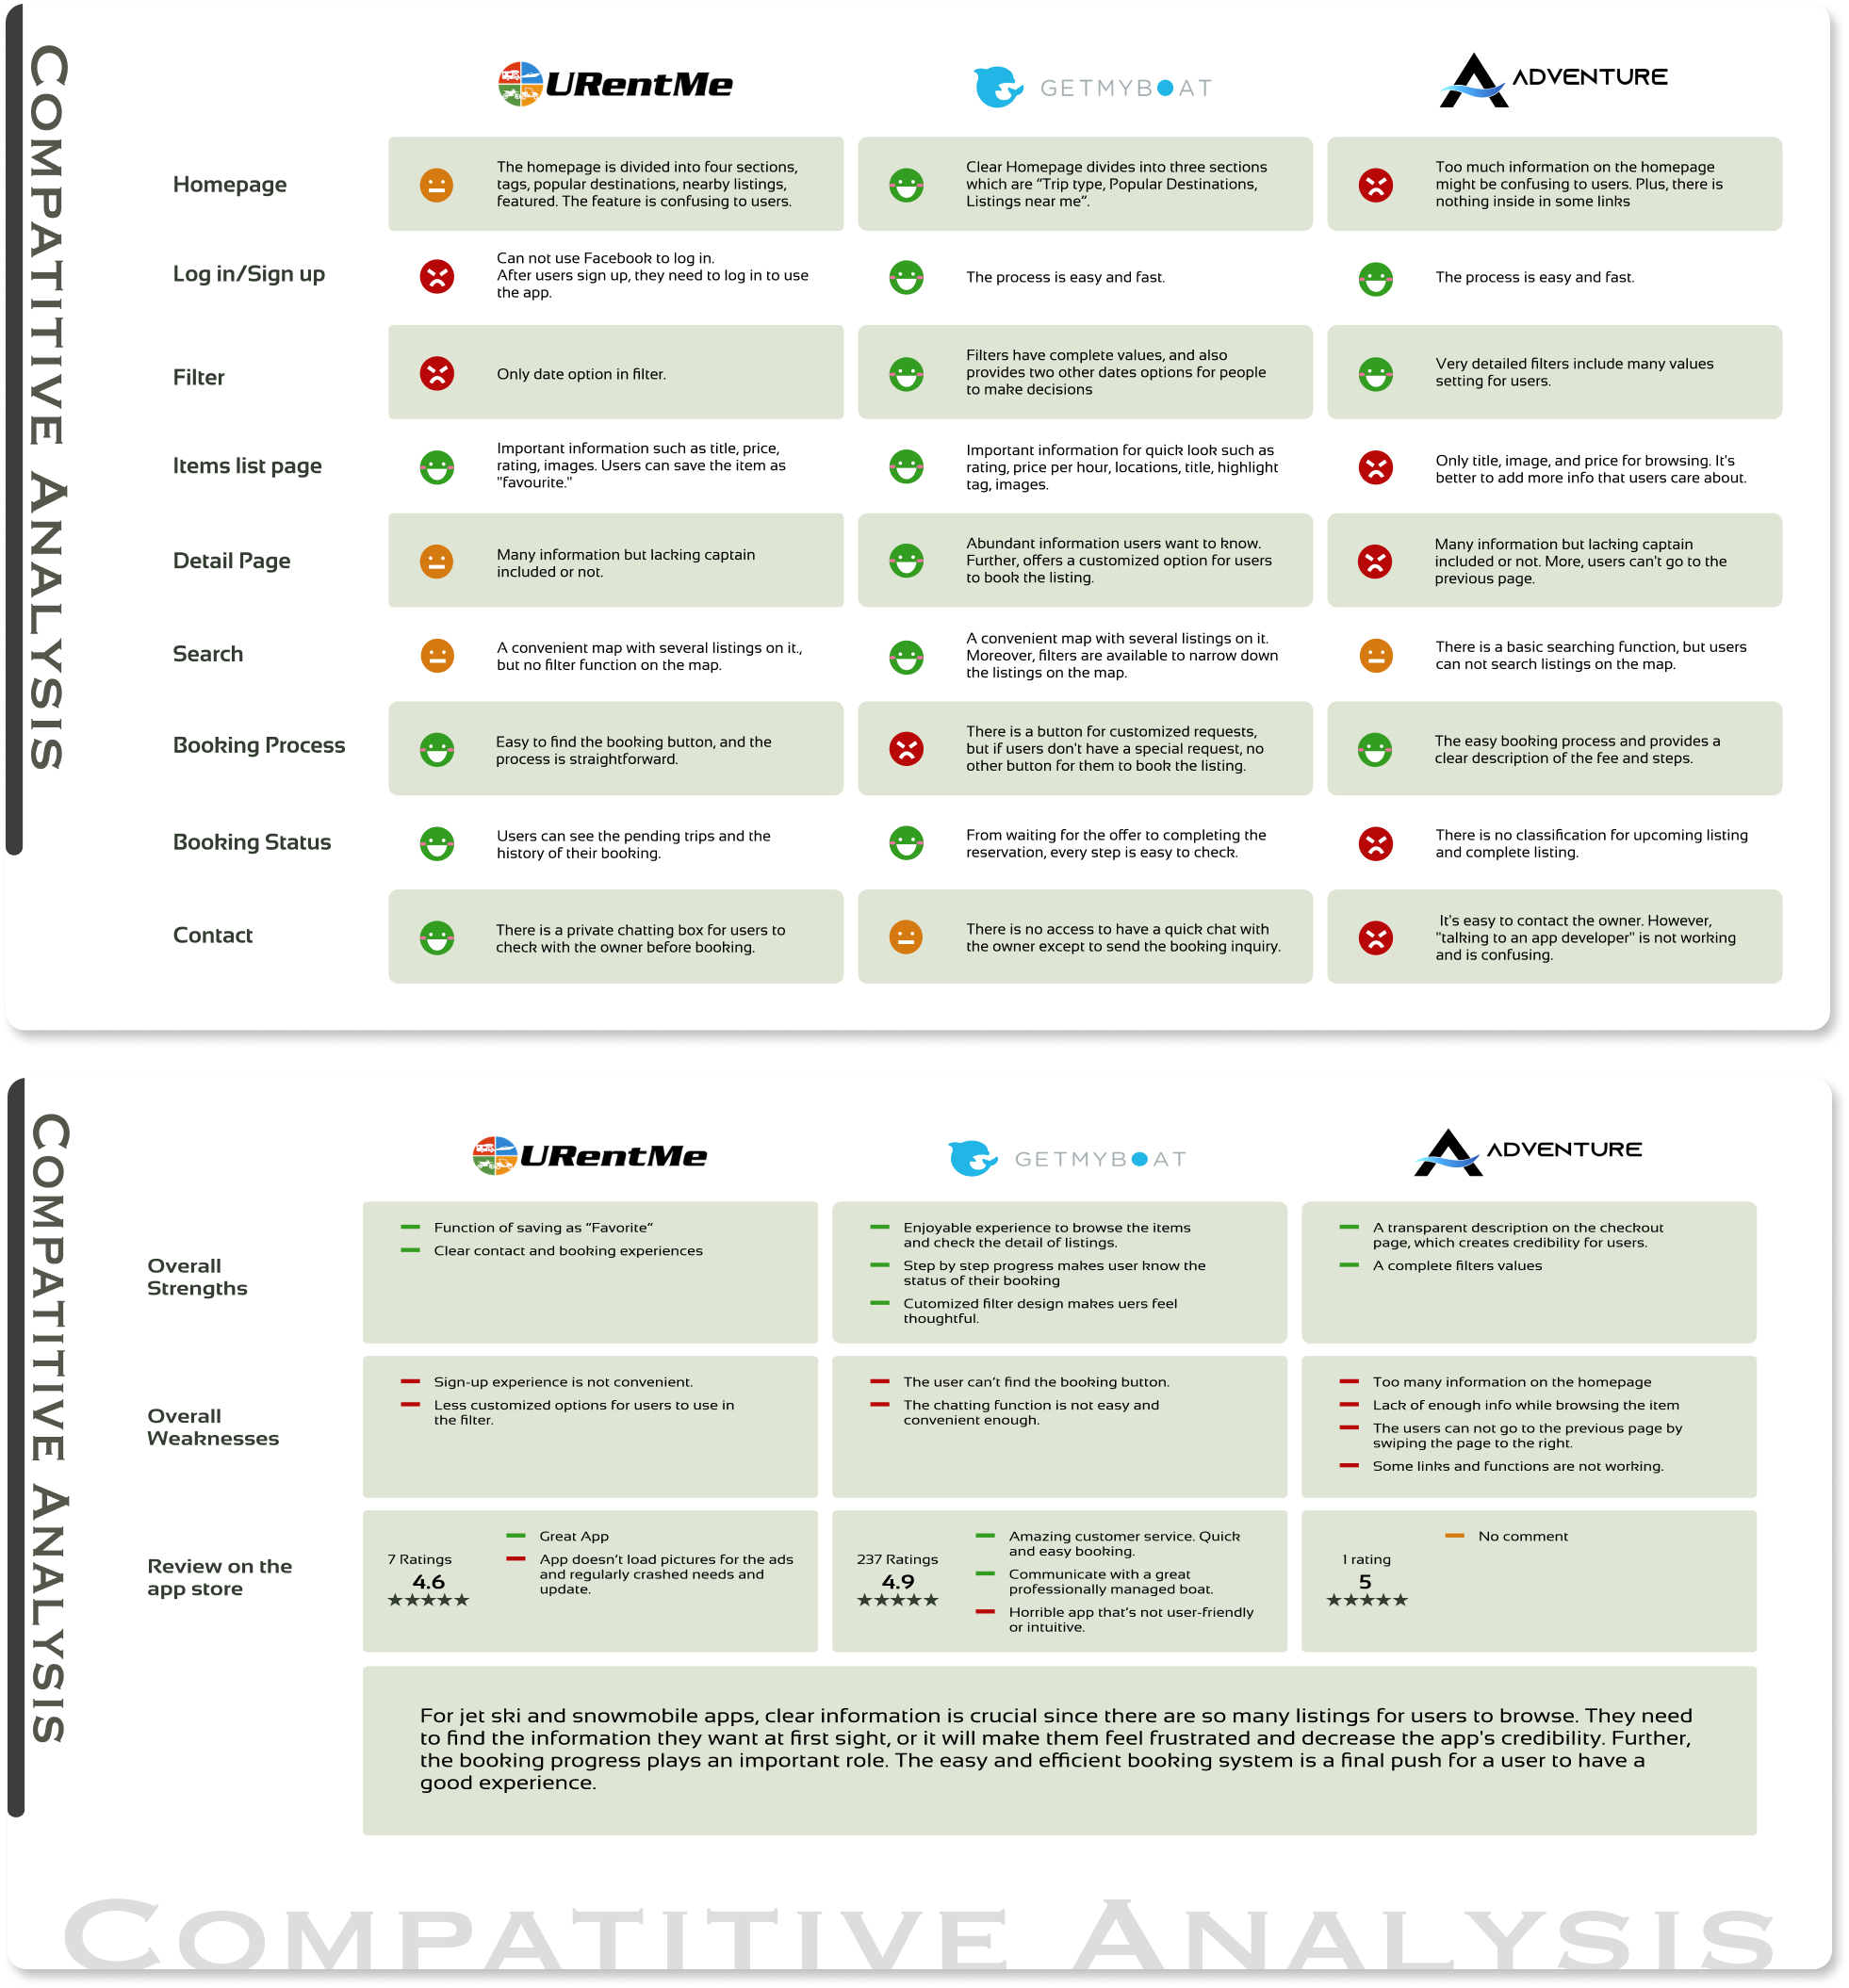 COMPATITIVE ANALYSIS
URentMe
GETMYBOAT
ADVENTURE
Homepage
The homepage is divided into four sections,
tags, popular destinations, nearby listings,
featured. The feature is confusing to users.
Clear Homepage divides into three sections
which are “Trip type, Popular Destinations,
Listings near me”.
Too much information on the homepage
might be confusing to users. Plus, there is
nothing inside in some links
Log in/Sign up
Can not use Facebook to log in.
After users sign up, they need to log in to use
the app.
The process is easy and fast.
The process is easy and fast.
Filter
Only date option in filter.
Filters have complete values, and also
provides two other dates options for people
to make decisions
Very detailed filters include many values
setting for users.
Items list page
Important information such as title, price,
rating, images. Users can save the item as
"favourite."
Important information for quick look such as
rating, price per hour, locations, title, highlight
tag, images.
Only title, image, and price for browsing. It's
better to add more info that users care about.
Detail Page
Many information but lacking captain
included or not.
Abundant information users want to know.
Further, offers a customized option for users
to book the listing.
Many information but lacking captain
included or not. More, users can't go to the
previous page.
Search
A convenient map with several listings on it.,
but no filter function on the map.
A convenient map with several listings on it.
Moreover, filters are available to narrow down
the listings on the map.
There is a basic searching function, but users
can not search listings on the map.
Booking Process
Easy to find the booking button, and the
process is straightforward.
There is a button for customized requests,
but if users don't have a special request, no
other button for them to book the listing.
The easy booking process and provides a
clear description of the fee and steps.
Booking Status
Users can see the pending trips and the
history of their booking.
From waiting for the offer to completing the
reservation, every step is easy to check.
There is no classification for upcoming listing
and complete listing.
Contact
There is a private chatting box for users to
check with the owner before booking.
There is no access to have a quick chat with
the owner except to send the booking inquiry.
It's easy to contact the owner. However,
"talking to an app developer" is not working
and is confusing.
COMPATITIVE ANALYSIS
URentMe
GETMYBOAT
ADVENTURE
Overall
Strengths
Function of saving as “Favorite”
Clear contact and booking experiences
Enjoyable experience to browse the items
and check the detail of listings.
Step by step progress makes user know the
status of their booking
Cutomized filter design makes uers feel
thoughtful.
A transparent description on the checkout
page, which creates credibility for users.
A complete filters values
Overall
Weaknesses
Sign-up experience is not convenient.
Less customized options for users to use in
the filter.
The user can’t find the booking button.
The chatting function is not easy and
convenient enough.
Too many information on the homepage
Lack of enough info while browsing the item
The users can not go to the previous page by
swiping the page to the right.
Some links and functions are not working.
Review on the
app store
7 Ratings
4.6
★★★★★
Great App
App doesn’t load pictures for the ads
and regularly crashed needs and
update.
237 Ratings
4.9
★★★★★
Amazing customer service. Quick
and easy booking.
Communicate with a great
professionally managed boat.
Horrible app that’s not user-friendly
or intuitive.
1 rating
5
★★★★★
No comment
For jet ski and snowmobile apps, clear information is crucial since there are so many listings for users to browse. They need
to find the information they want at first sight, or it will make them feel frustrated and decrease the app's credibility. Further,
the booking progress plays an important role. The easy and efficient booking system is a final push for a user to have a
good experience.
COMPATITIVE ANALYSIS